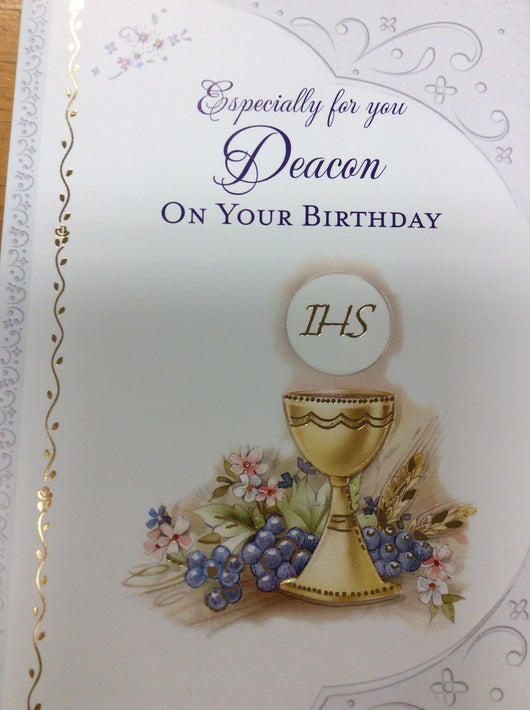 Especially for you
Deacon
On Your Birthday
IHS